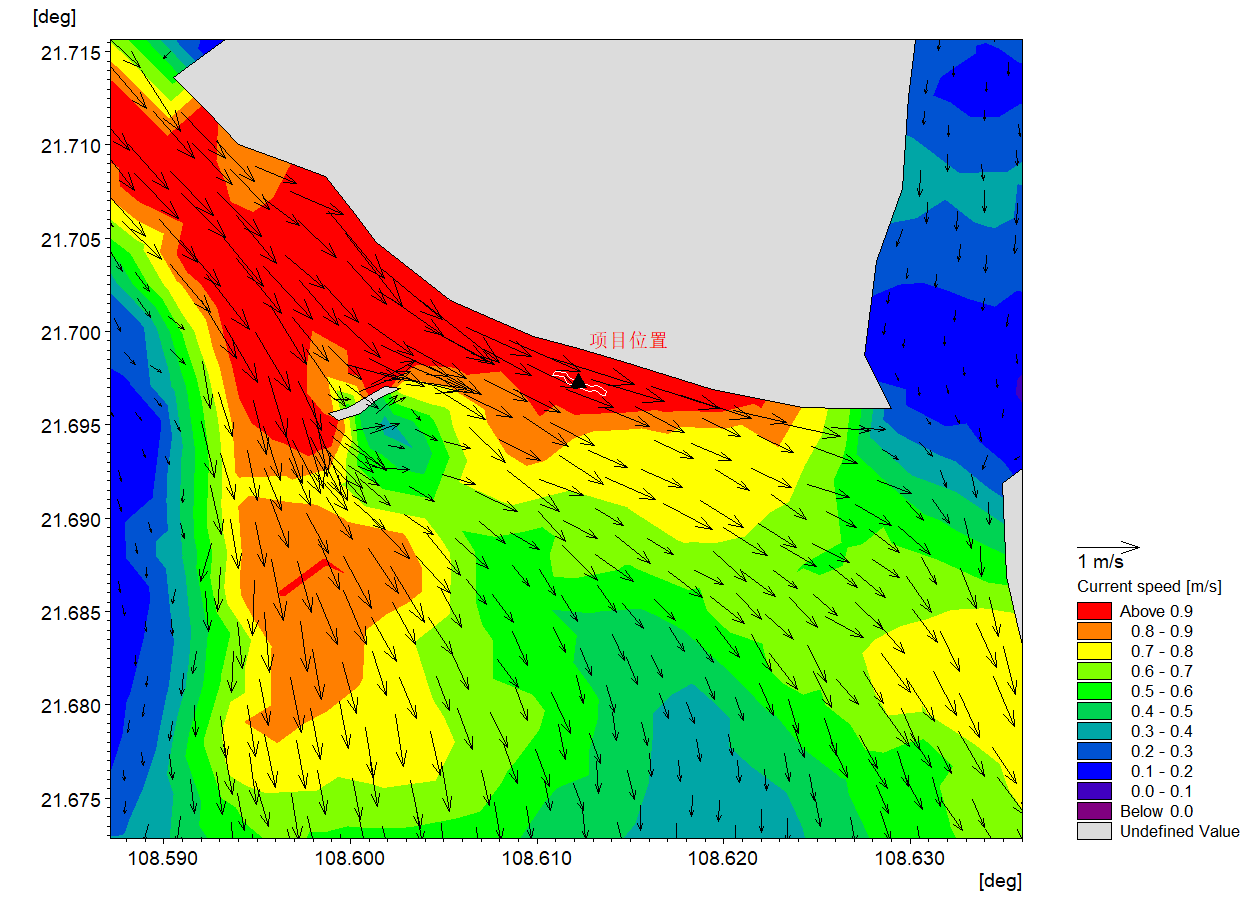 [deg]
21.715
21.710
21.705
21.700
21.695
21.690
21.685
21.680
21.675
项目位置
108.590 108.600 108.610 108.620 108.630
[deg]
1 m/s
Current speed [m/s]
Above 0.9
0.8 - 0.9
0.7 - 0.8
0.6 - 0.7
0.5 - 0.6
0.4 - 0.5
0.3 - 0.4
0.2 - 0.3
0.1 - 0.2
0.0 - 0.1
Below 0.0
Undefined Value